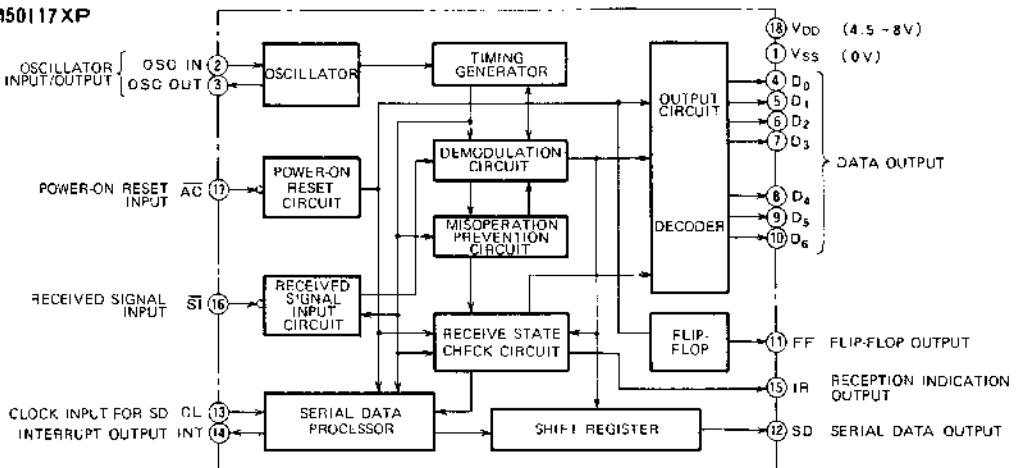 M50117XP
18 VDD (4.5~8V)
1 VSS (0V)
OSCILLATOR INPUT/OUTPUT
OSC IN 2
OSC OUT 3
OSCILLATOR
TIMING GENERATOR
OUTPUT CIRCUIT
DECODER
4 D0
5 D1
6 D2
7 D3
DATA OUTPUT
8 D4
9 D5
10 D6
DEMODULATION CIRCUIT
POWER-ON RESET INPUT AC 17
POWER-ON RESET CIRCUIT
MISOPERATION PREVENTION CIRCUIT
RECEIVED SIGNAL INPUT SI 16
RECEIVED SIGNAL INPUT CIRCUIT
RECEIVE STATE CHECK CIRCUIT
FLIP-FLOP
11 FF FLIP-FLOP OUTPUT
15 IR RECEPTION INDICATION OUTPUT
CLOCK INPUT FOR SD CL 13
INTERRUPT OUTPUT INT 14
SERIAL DATA PROCESSOR
SHIFT REGISTER
12 SD SERIAL DATA OUTPUT